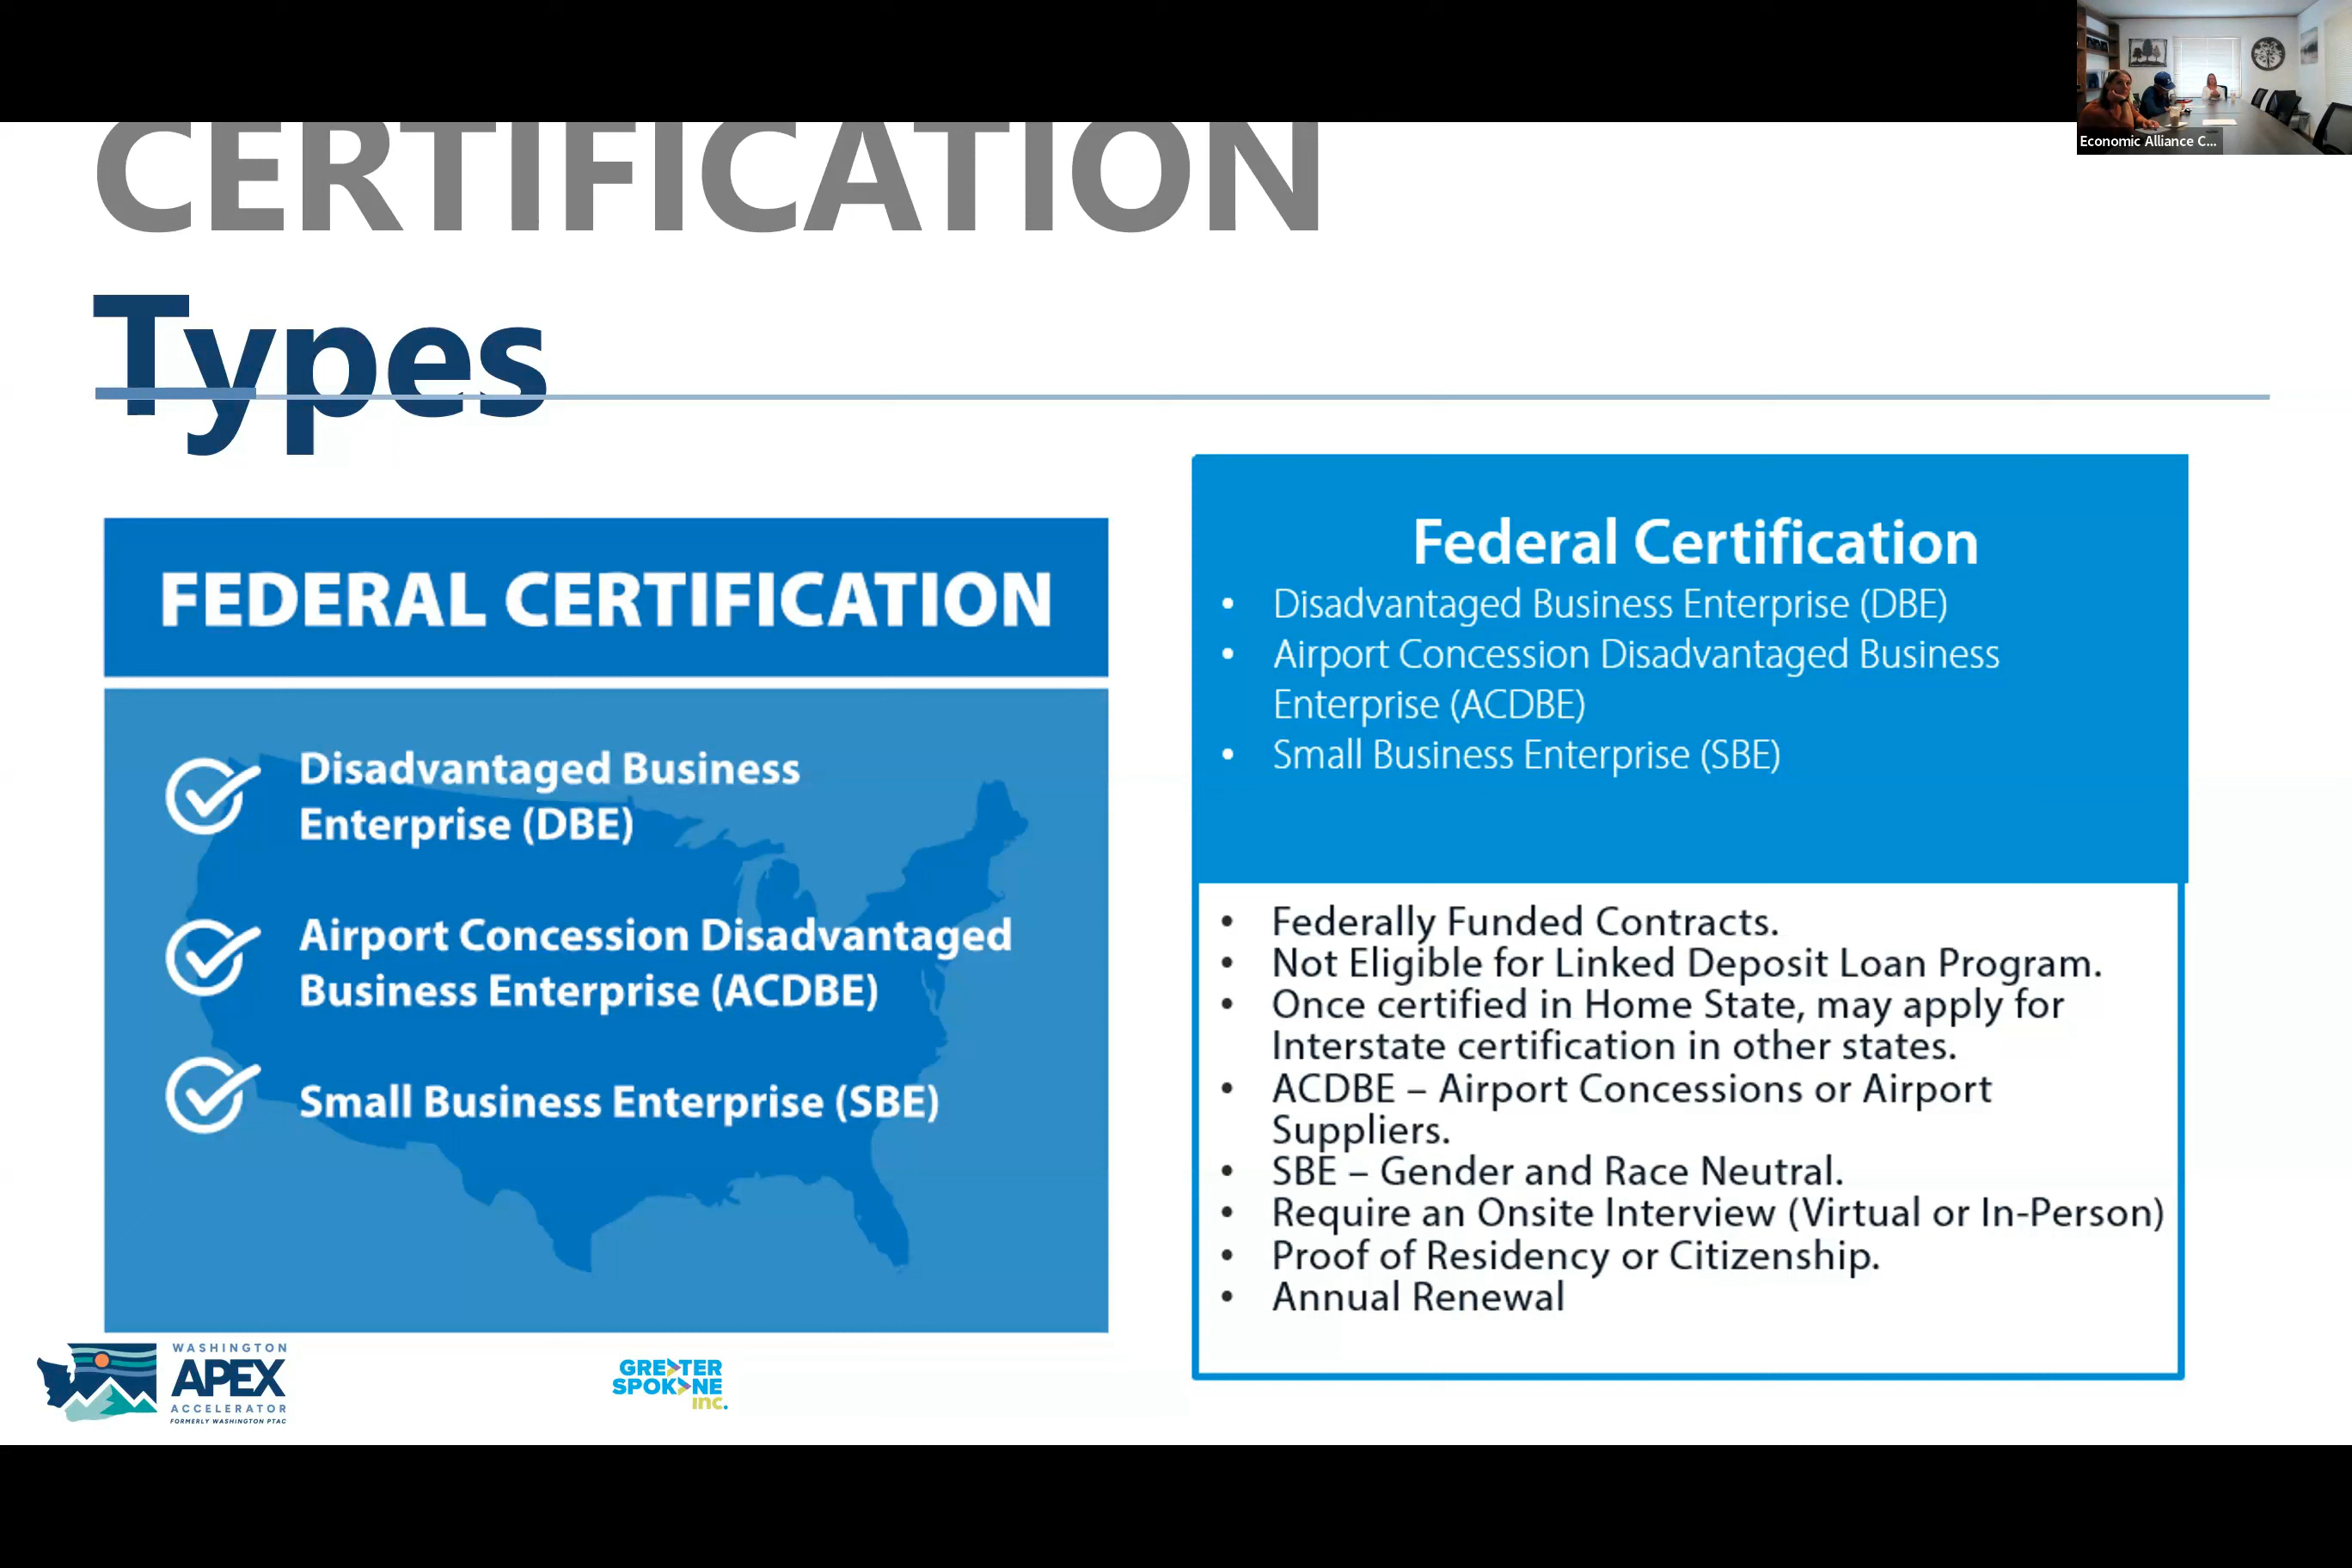 Economic Alliance C...
CERTIFICATION
Types
FEDERAL CERTIFICATION
Disadvantaged Business
Enterprise (DBE)
Airport Concession Disadvantaged
Business Enterprise (ACDBE)
Small Business Enterprise (SBE)
Federal Certification
• Disadvantaged Business Enterprise (DBE)
• Airport Concession Disadvantaged Business
Enterprise (ACDBE)
• Small Business Enterprise (SBE)
• Federally Funded Contracts.
• Not Eligible for Linked Deposit Loan Program.
• Once certified in Home State, may apply for
Interstate certification in other states.
• ACDBE – Airport Concessions or Airport
Suppliers.
• SBE – Gender and Race Neutral.
• Require an Onsite Interview (Virtual or In-Person)
• Proof of Residency or Citizenship.
• Annual Renewal
WASHINGTON
APEX
ACCELERATOR
FORMERLY WASHINGTON PTAC
GREATER
SPOKANE
inc.